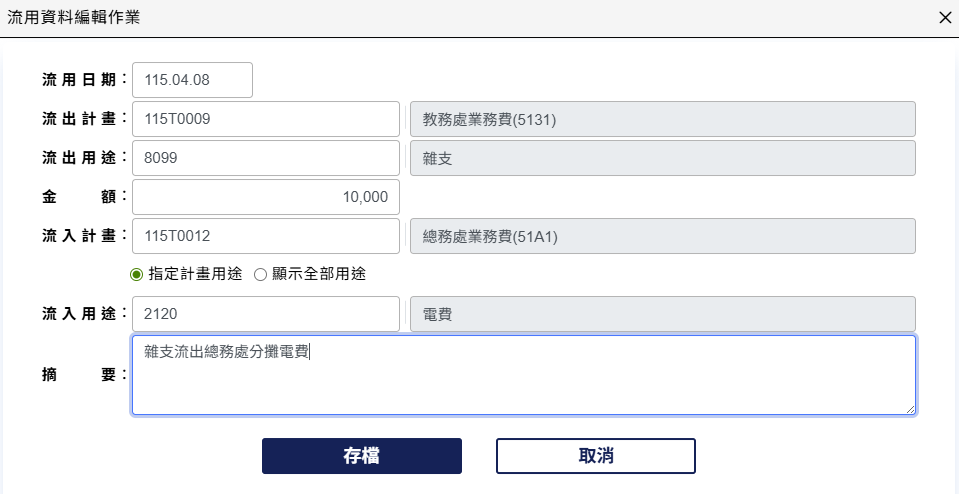 流用資料編輯作業
流用日期： 115.04.08
流出計畫： 115T0009 教務處業務費(5131)
流出用途： 8099 雜支
金額： 10,000
流入計畫： 115T0012 總務處業務費(51A1)
指定計畫用途 顯示全部用途
流入用途： 2120 電費
摘要： 雜支流出總務處分攤電費
存檔 取消